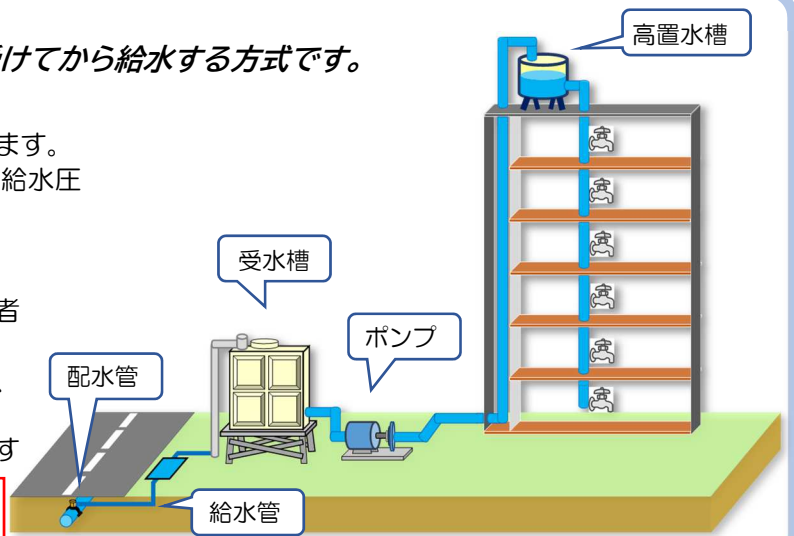 けてから給水する方式です。
高置水槽
ます。
給水圧
受水槽
者
ポンプ
配水管
す
給水管